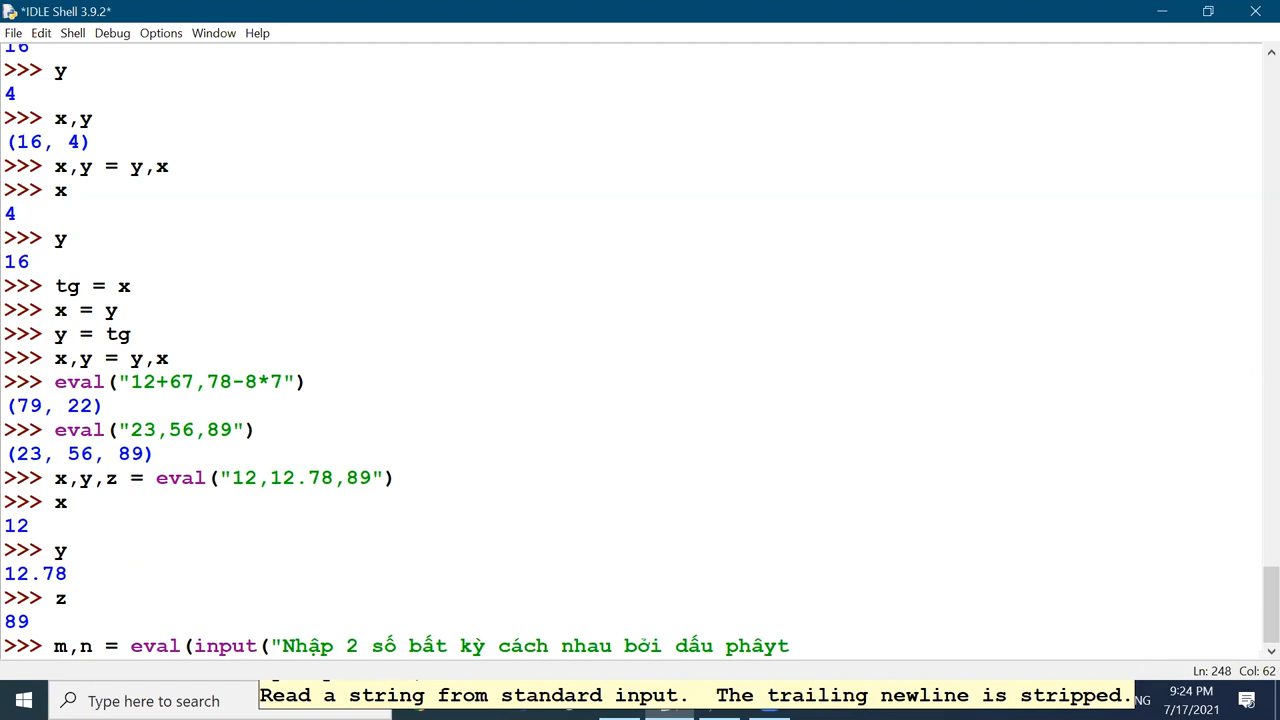 *IDLE Shell 3.9.2*
File Edit Shell Debug Options Window Help
16
>>> y
4
>>> x,y
(16, 4)
>>> x,y = y,x
>>> x
4
>>> y
16
>>> tg = x
>>> x = y
>>> y = tg
>>> x,y = y,x
>>> eval("12+67,78-8*7")
(79, 22)
>>> eval("23,56,89")
(23, 56, 89)
>>> x,y,z = eval("12,12.78,89")
>>> x
12
>>> y
12.78
>>> z
89
>>> m,n = eval(input("Nhập 2 số bất kỳ cách nhau bởi dấu phâyt
Ln: 248 Col: 62
Type here to search
Read a string from standard input. The trailing newline is stripped.
NG
9:24 PM
7/17/2021